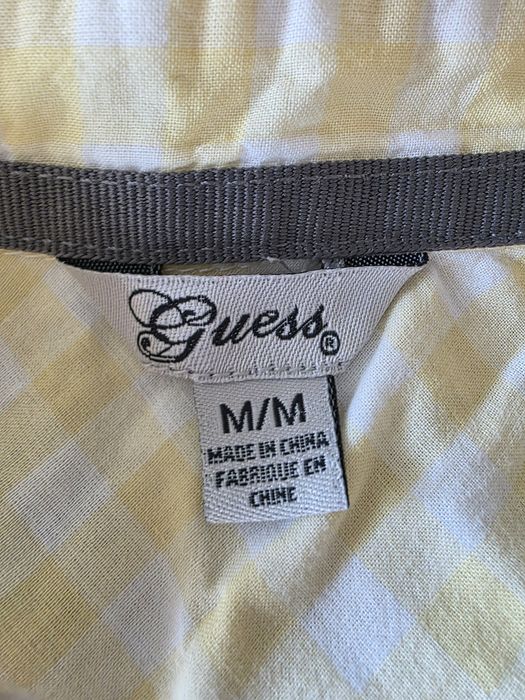 Guess®
M/M
MADE IN CHINA
FABRIQUE EN
CHINE